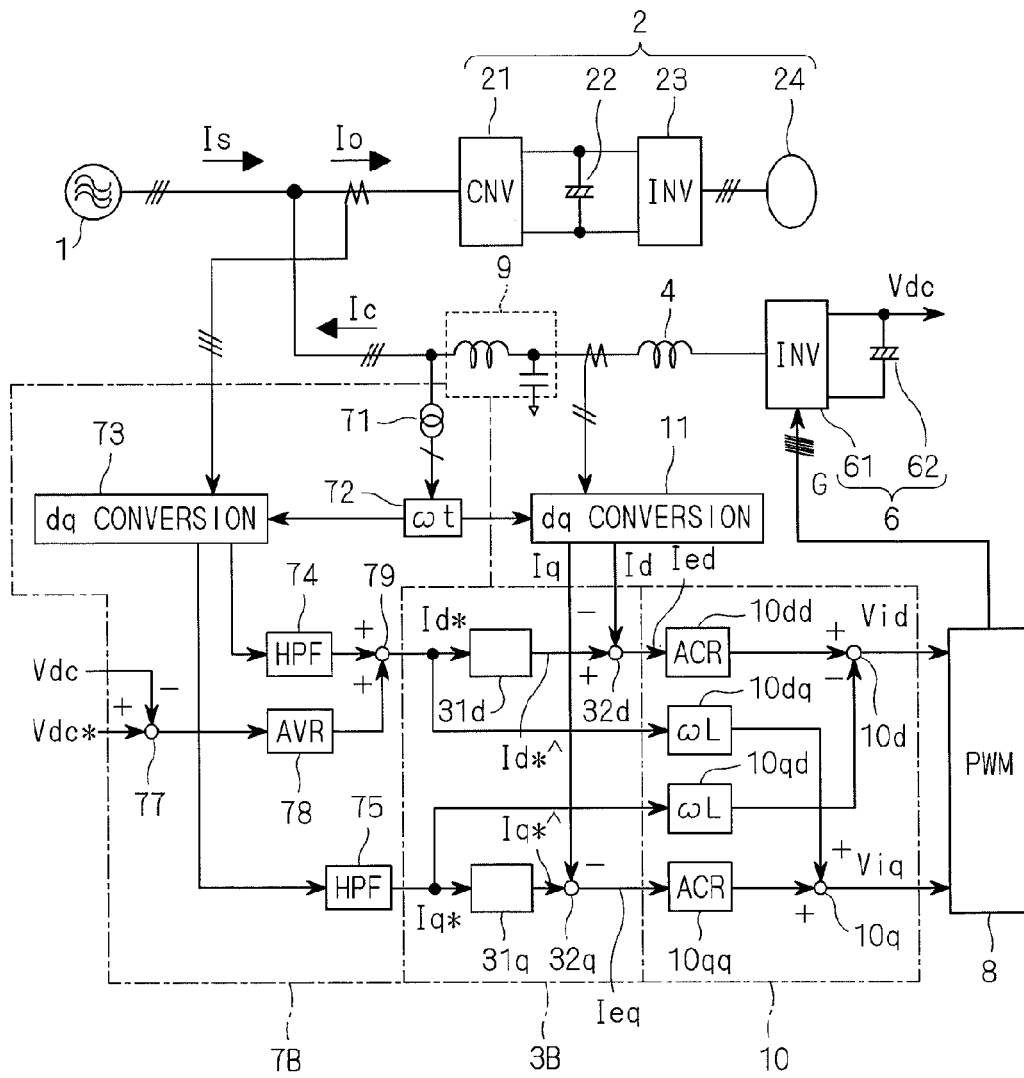 2
21 22 23 24
Is Io
CNV INV
1
9
Ic 4 Vdc
INV
71
73 11 61 62
72 G 6
dq CONVERSION ωt dq CONVERSION
Iq Id Ied
74 79 10dd
+ Id* − + Vid
HPF ACR
Vdc − + 31d + 32d 10dq −
+ 10d
Vdc* AVR ωL PWM
Id*^ 10qd
77 78 75 Iq*^ ωL
− + Viq
HPF ACR
Iq* 31q 32q 10qq + 10q 8
Ieq
7B 3B 10